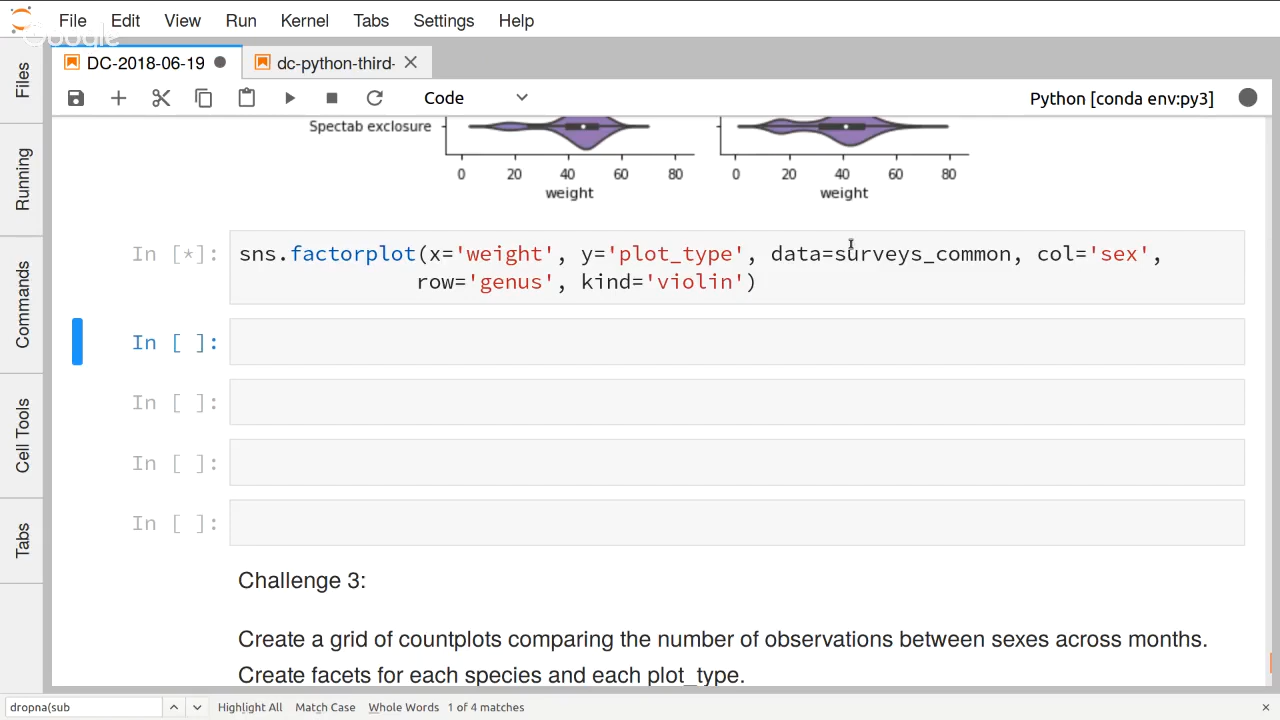 File Edit View Run Kernel Tabs Settings Help
Google
DC-2018-06-19 dc-python-third-
Code Python [conda env:py3]
Files
Running
Commands
Cell Tools
Tabs
Spectab exclosure
0 20 40 60 80 0 20 40 60 80
weight weight
In [*]: sns.factorplot(x='weight', y='plot_type', data=surveys_common, col='sex',
row='genus', kind='violin')
In [ ]:
In [ ]:
In [ ]:
In [ ]:
Challenge 3:
Create a grid of countplots comparing the number of observations between sexes across months.
Create facets for each species and each plot_type.
dropna(sub Highlight All Match Case Whole Words 1 of 4 matches